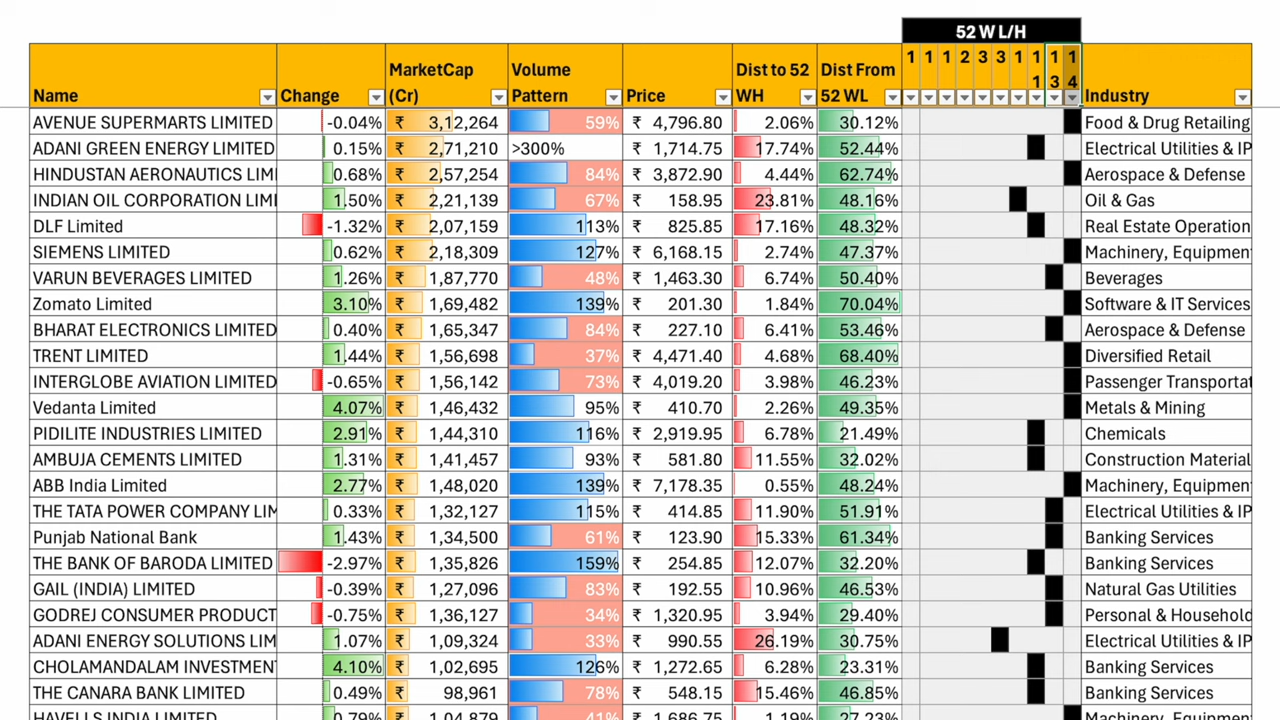 52 W L/H
Name Change MarketCap (Cr) Volume Pattern Price Dist to 52 WH Dist From 52 WL 1 1 1 2 3 3 1 11 13 14 Industry
AVENUE SUPERMARTS LIMITED -0.04% ₹ 3,12,264 59% ₹ 4,796.80 2.06% 30.12% Food & Drug Retailing
ADANI GREEN ENERGY LIMITED 0.15% ₹ 2,71,210 >300% ₹ 1,714.75 17.74% 52.44% Electrical Utilities & IP
HINDUSTAN AERONAUTICS LIMI 0.68% ₹ 2,57,254 84% ₹ 3,872.90 4.44% 62.74% Aerospace & Defense
INDIAN OIL CORPORATION LIMI 1.50% ₹ 2,21,139 67% ₹ 158.95 23.81% 48.16% Oil & Gas
DLF Limited -1.32% ₹ 2,07,159 113% ₹ 825.85 17.16% 48.32% Real Estate Operation
SIEMENS LIMITED 0.62% ₹ 2,18,309 127% ₹ 6,168.15 2.74% 47.37% Machinery, Equipment
VARUN BEVERAGES LIMITED 1.26% ₹ 1,87,770 48% ₹ 1,463.30 6.74% 50.40% Beverages
Zomato Limited 3.10% ₹ 1,69,482 139% ₹ 201.30 1.84% 70.04% Software & IT Services
BHARAT ELECTRONICS LIMITED 0.40% ₹ 1,65,347 84% ₹ 227.10 6.41% 53.46% Aerospace & Defense
TRENT LIMITED 1.44% ₹ 1,56,698 37% ₹ 4,471.40 4.68% 68.40% Diversified Retail
INTERGLOBE AVIATION LIMITED -0.65% ₹ 1,56,142 73% ₹ 4,019.20 3.98% 46.23% Passenger Transportat
Vedanta Limited 4.07% ₹ 1,46,432 95% ₹ 410.70 2.26% 49.35% Metals & Mining
PIDILITE INDUSTRIES LIMITED 2.91% ₹ 1,44,310 116% ₹ 2,919.95 6.78% 21.49% Chemicals
AMBUJA CEMENTS LIMITED 1.31% ₹ 1,41,457 93% ₹ 581.80 11.55% 32.02% Construction Material
ABB India Limited 2.77% ₹ 1,48,020 139% ₹ 7,178.35 0.55% 48.24% Machinery, Equipment
THE TATA POWER COMPANY LIM 0.33% ₹ 1,32,127 115% ₹ 414.85 11.90% 51.91% Electrical Utilities & IP
Punjab National Bank 1.43% ₹ 1,34,500 61% ₹ 123.90 15.33% 61.34% Banking Services
THE BANK OF BARODA LIMITED -2.97% ₹ 1,35,826 159% ₹ 254.85 12.07% 32.20% Banking Services
GAIL (INDIA) LIMITED -0.39% ₹ 1,27,096 83% ₹ 192.55 10.96% 46.53% Natural Gas Utilities
GODREJ CONSUMER PRODUCT -0.75% ₹ 1,36,127 34% ₹ 1,320.95 3.94% 29.40% Personal & Household
ADANI ENERGY SOLUTIONS LIM 1.07% ₹ 1,09,324 33% ₹ 990.55 26.19% 30.75% Electrical Utilities & IP
CHOLAMANDALAM INVESTMENT 4.10% ₹ 1,02,695 126% ₹ 1,272.65 6.28% 23.31% Banking Services
THE CANARA BANK LIMITED 0.49% ₹ 98,961 78% ₹ 548.15 15.46% 46.85% Banking Services
HAVELLS INDIA LIMITED 0.79% ₹ 1,04,879 41% ₹ 1,686.75 1.19% 27.23% Machinery, Equipment